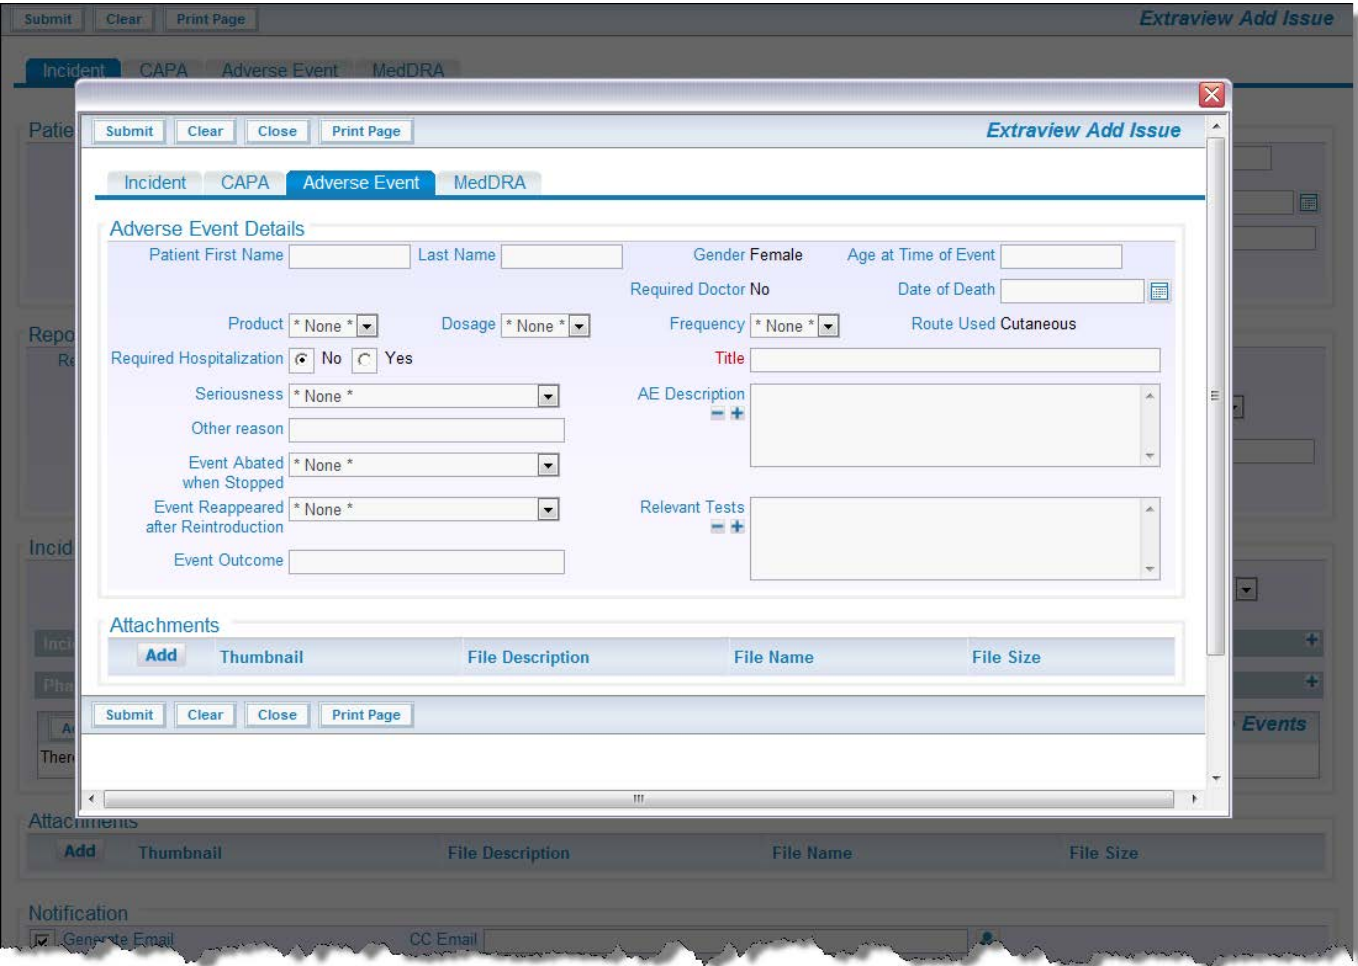 Submit Clear Print Page Extraview Add Issue
Incident CAPA Adverse Event MedDRA
Submit Clear Close Print Page Extraview Add Issue
Incident CAPA Adverse Event MedDRA
Adverse Event Details
Patient First Name Last Name Gender Female Age at Time of Event
Required Doctor No Date of Death
Product * None * Dosage * None * Frequency * None * Route Used Cutaneous
Required Hospitalization No Yes Title
Seriousness * None * AE Description
Other reason
Event Abated * None *
when Stopped
Event Reappeared * None * Relevant Tests
after Reintroduction
Event Outcome
Attachments
Add Thumbnail File Description File Name File Size
Submit Clear Close Print Page
Events
Attachments
Add Thumbnail File Description File Name File Size
Notification
Generate Email CC Email